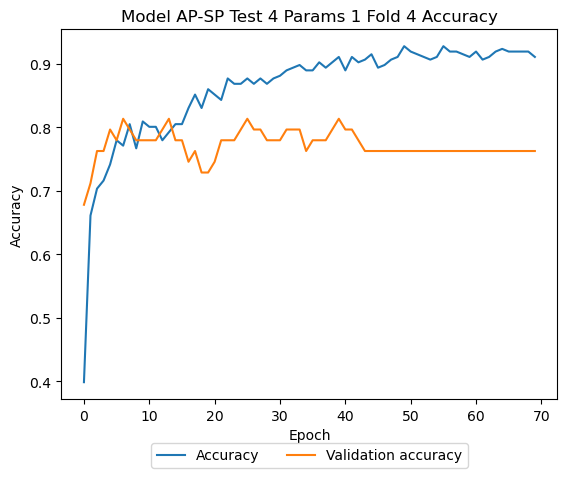 Model AP-SP Test 4 Params 1 Fold 4 Accuracy
Accuracy
0.9
0.8
0.7
0.6
0.5
0.4
0 10 20 30 40 50 60 70
Epoch
Accuracy Validation accuracy